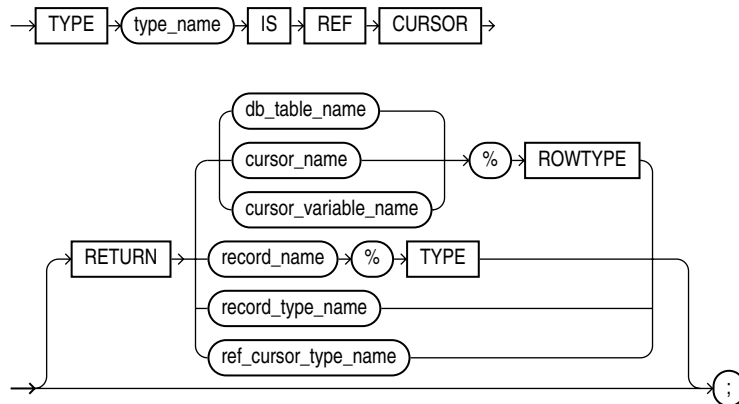 TYPE type_name IS REF CURSOR
db_table_name
cursor_name % ROWTYPE
cursor_variable_name
RETURN record_name % TYPE
record_type_name
ref_cursor_type_name
;